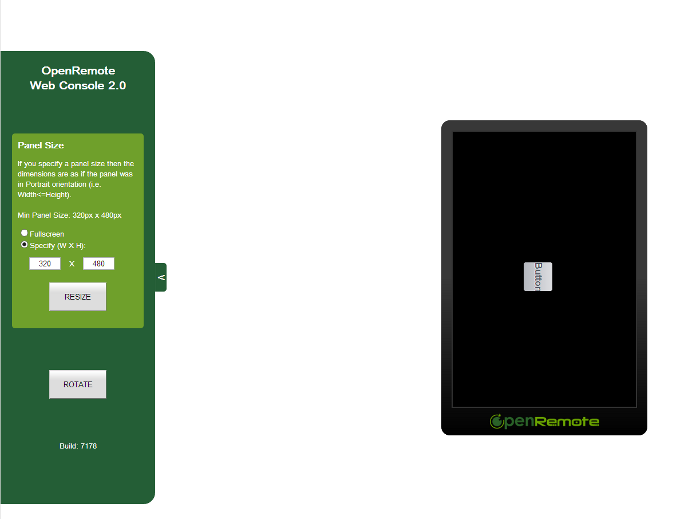 OpenRemote
Web Console 2.0
Panel Size
If you specify a panel size then the
dimensions are as if the panel was
in Portrait orientation (i.e.
Width<=Height).
Min Panel Size: 320px x 480px
Fullscreen
Specify (W X H):
320 X 480
RESIZE
<
ROTATE
Build: 7178
Button
OpenRemote